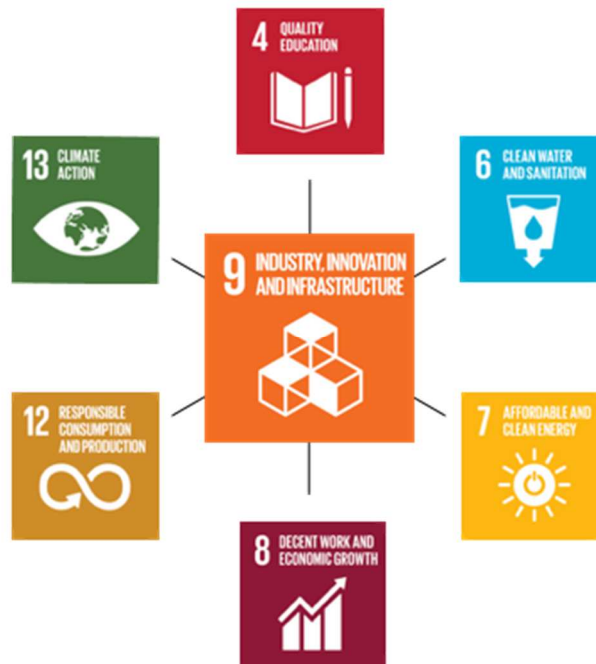 4 QUALITY
EDUCATION
13 CLIMATE
ACTION
6 CLEAN WATER
AND SANITATION
9 INDUSTRY, INNOVATION
AND INFRASTRUCTURE
12 RESPONSIBLE
CONSUMPTION
AND PRODUCTION
7 AFFORDABLE AND
CLEAN ENERGY
8 DECENT WORK AND
ECONOMIC GROWTH